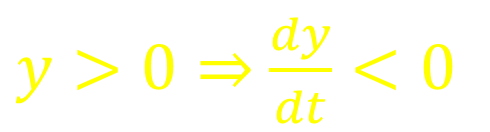 y > 0 ⇒ dy/dt < 0